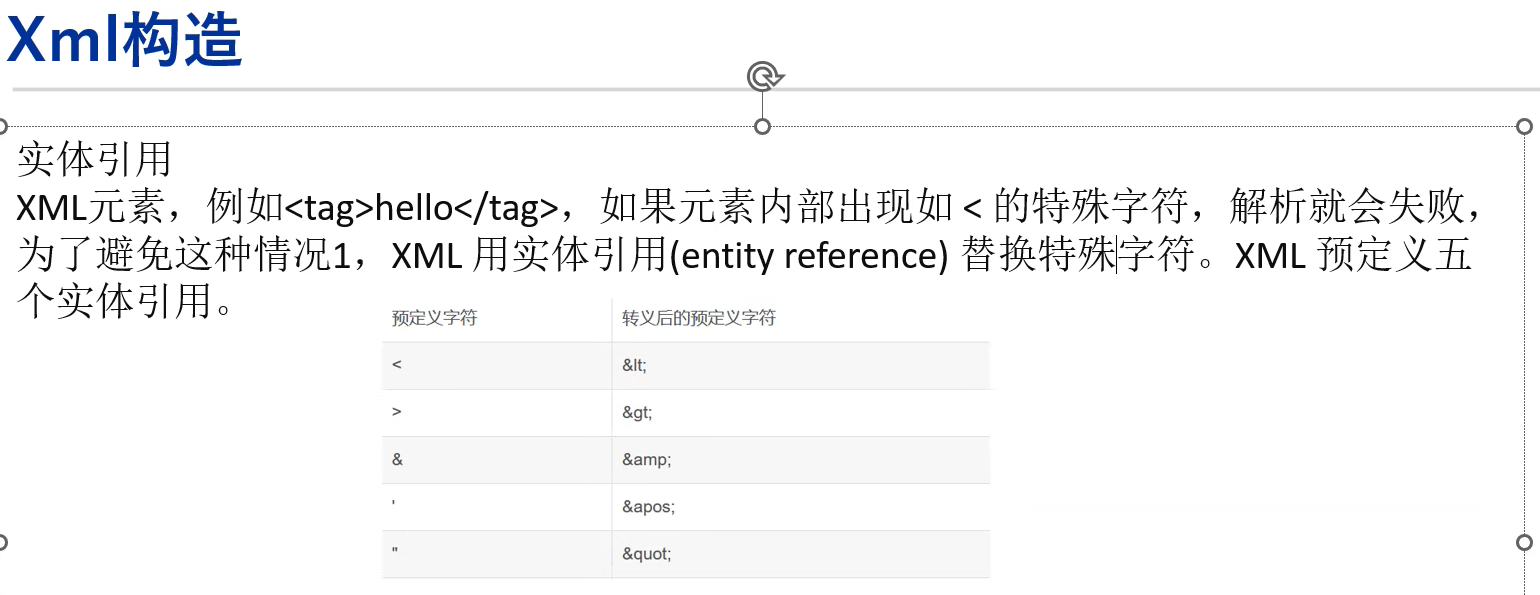 Xml构造
实体引用
XML元素，例如<tag>hello</tag>，如果元素内部出现如 < 的特殊字符，解析就会失败，
为了避免这种情况1，XML 用实体引用(entity reference) 替换特殊字符。XML 预定义五
个实体引用。
预定义字符 转义后的预定义字符
< &lt;
> &gt;
& &amp;
' &apos;
" &quot;